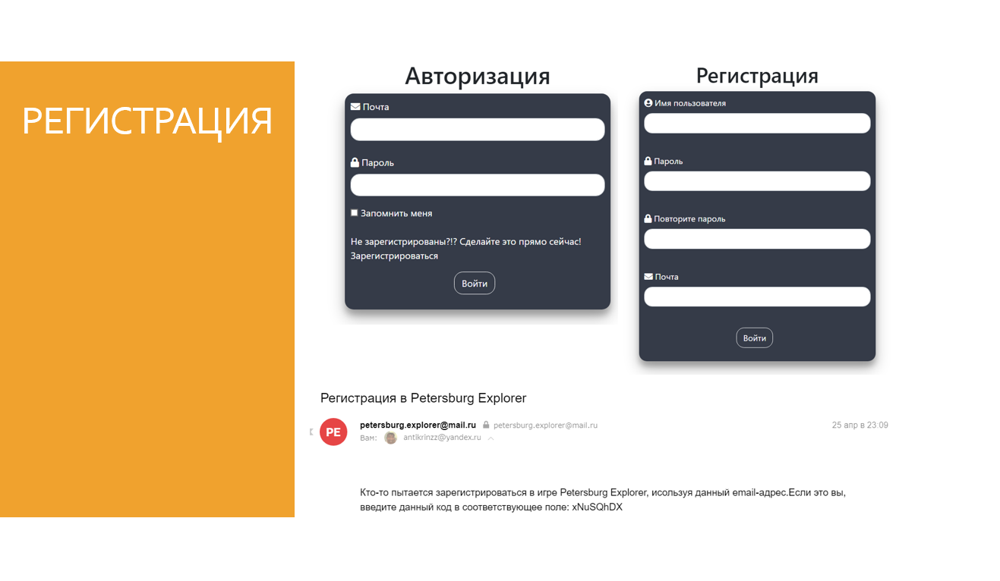 РЕГИСТРАЦИЯ
Авторизация
Почта
Пароль
Запомнить меня
Не зарегистрированы?!? Сделайте это прямо сейчас!
Зарегистрироваться
Войти
Регистрация
Имя пользователя
Пароль
Повторите пароль
Почта
Войти
Регистрация в Petersburg Explorer
PE
petersburg.explorer@mail.ru petersburg.explorer@mail.ru 25 апр в 23:09
Вам: antikrinzz@yandex.ru
Кто-то пытается зарегистрироваться в игре Petersburg Explorer, исользуя данный email-адрес.Если это вы,
введите данный код в соответствующее поле: xNuSQhDX